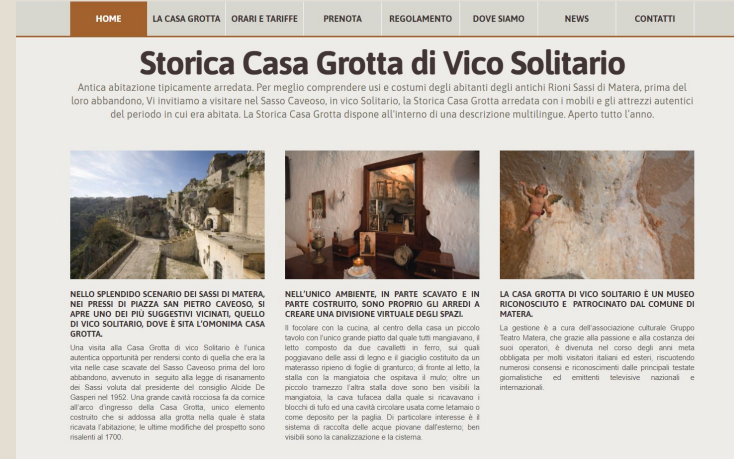 HOME LA CASA GROTTA ORARI E TARIFFE PRENOTA REGOLAMENTO DOVE SIAMO NEWS CONTATTI
Storica Casa Grotta di Vico Solitario
Antica abitazione tipicamente arredata. Per meglio comprendere usi e costumi degli abitanti degli antichi Rioni Sassi di Matera, prima del
loro abbandono, Vi invitiamo a visitare nel Sasso Caveoso, in vico Solitario, la Storica Casa Grotta arredata con i mobili e gli attrezzi autentici
del periodo in cui era abitata. La Storica Casa Grotta dispone all'interno di una descrizione multilingue. Aperto tutto l'anno.
NELLO SPLENDIDO SCENARIO DEI SASSI DI MATERA,
NEI PRESSI DI PIAZZA SAN PIETRO CAVEOSO, SI
APRE UNO DEI PIÙ SUGGESTIVI VICINATI, QUELLO
DI VICO SOLITARIO, DOVE È SITA L'OMONIMA CASA
GROTTA.
Una visita alla Casa Grotta di vico Solitario è l'unica
autentica opportunità per rendersi conto di quella che era la
vita nelle case scavate del Sasso Caveoso prima del loro
abbandono, avvenuto in seguito alla legge di risanamento
dei Sassi voluta dal presidente del consiglio Alcide De
Gasperi nel 1952. Una grande cavità rocciosa fa da cornice
all'arco d'ingresso della Casa Grotta, unico elemento
costruito che si addossa alla grotta nella quale è stata
ricavata l'abitazione; le ultime modifiche del prospetto sono
risalenti al 1700.
NELL'UNICO AMBIENTE, IN PARTE SCAVATO E IN
PARTE COSTRUITO, SONO PROPRIO GLI ARREDI A
CREARE UNA DIVISIONE VIRTUALE DEGLI SPAZI.
Il focolare con la cucina, al centro della casa un piccolo
tavolo con l'unico grande piatto dal quale tutti mangiavano, il
letto composto da due cavalletti in ferro, sui quali
poggiavano delle assi di legno e il giaciglio costituito da un
materasso ripieno di foglie di granturco; di fronte al letto, la
stalla con la mangiatoia che ospitava il mulo; oltre un
piccolo tramezzo l'altra stalla dove sono ben visibili la
mangiatoia, la cava tufacea dalla quale si ricavavano i
blocchi di tufo ed una cavità circolare usata come letamaio o
come deposito per la paglia. Di particolare interesse è il
sistema di raccolta delle acque piovane dall'esterno; ben
visibili sono la canalizzazione e la cisterna.
LA CASA GROTTA DI VICO SOLITARIO È UN MUSEO
RICONOSCIUTO E PATROCINATO DAL COMUNE DI
MATERA.
La gestione è a cura dell'associazione culturale Gruppo
Teatro Matera, che grazie alla passione e alla costanza dei
suoi operatori, è divenuta nel corso degli anni meta
obbligata per molti visitatori italiani ed esteri, riscuotendo
numerosi consensi e riconoscimenti dalle principali testate
giornalistiche ed emittenti televisive nazionali e
internazionali.